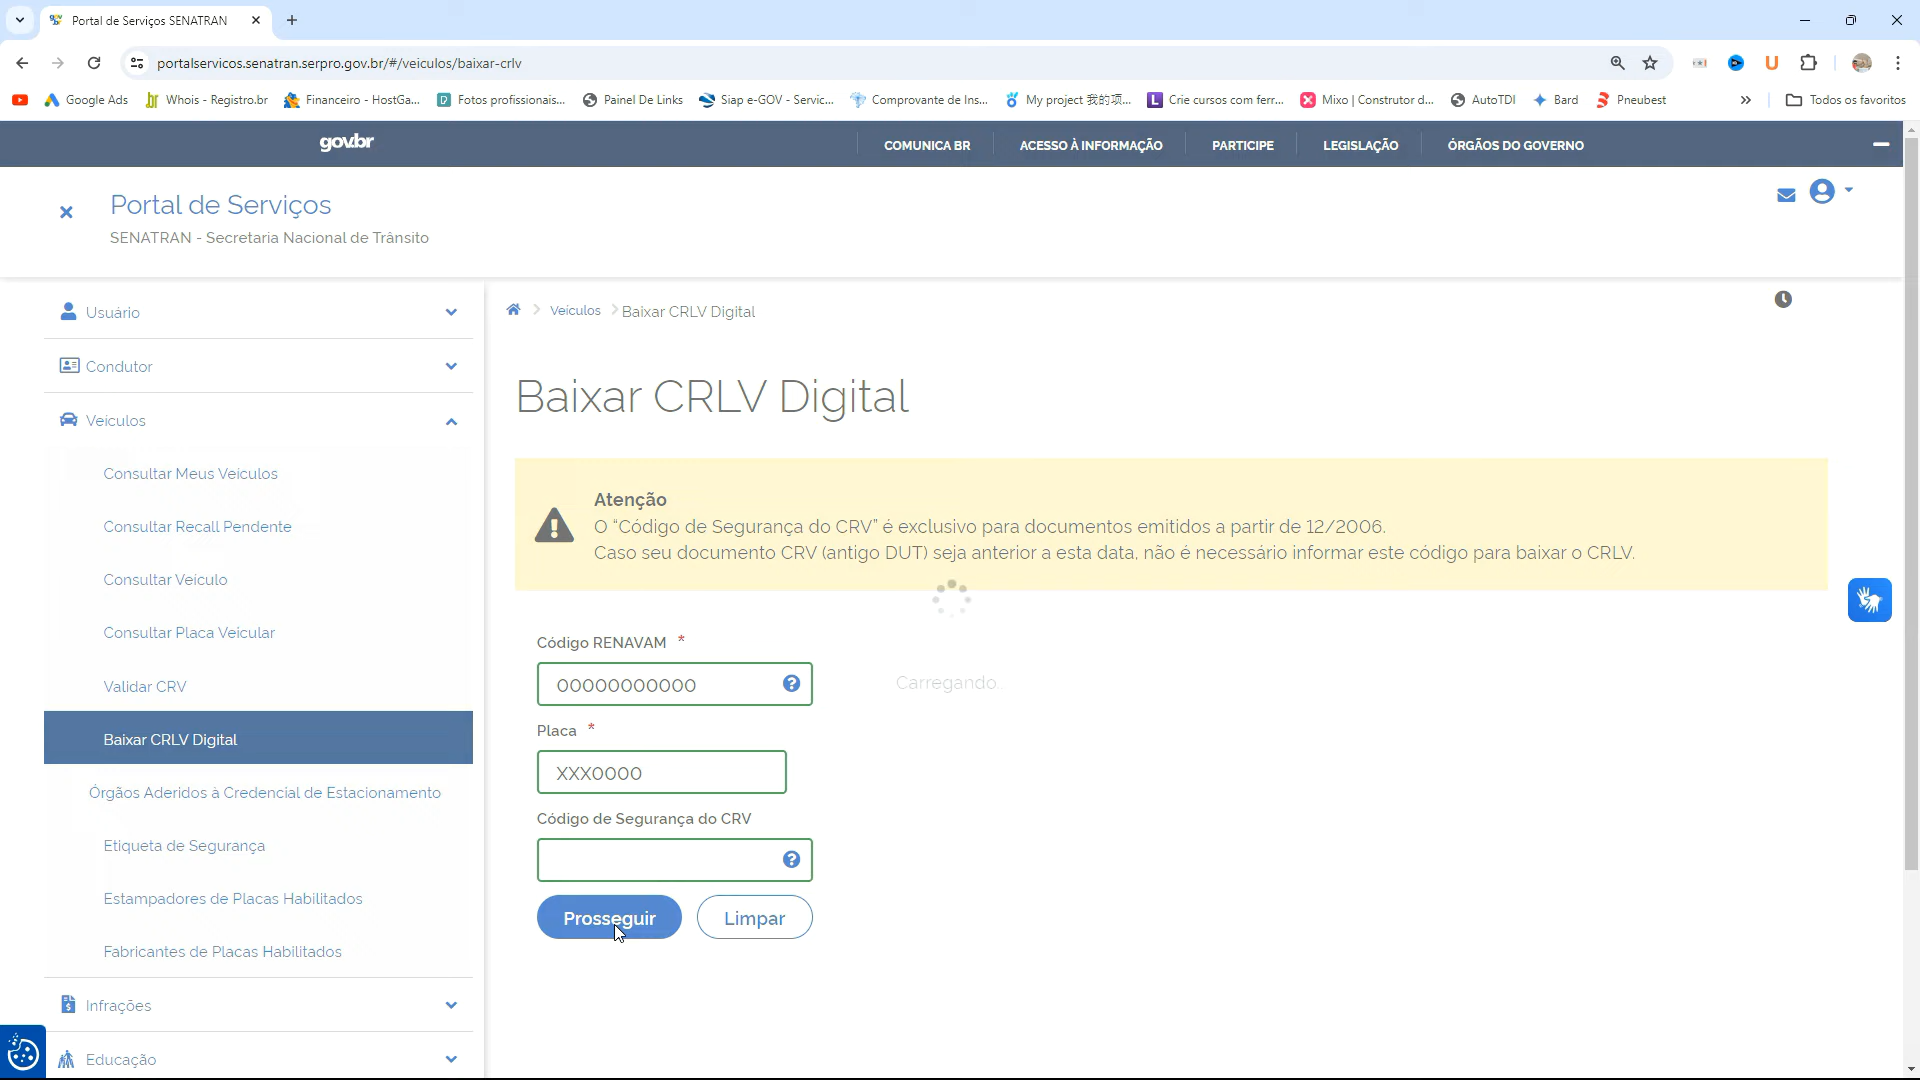 Portal de Serviços SENATRAN
portalservicos.senatran.serpro.gov.br/#/veiculos/baixar-crlv
Google Ads
Whois - Registro.br
Financeiro - HostGa...
Fotos profissionais...
Painel De Links
Siap e-GOV - Servic...
Comprovante de Ins...
My project 我的项...
Crie cursos com ferr...
Mixo | Construtor d...
AutoTDI
Bard
Pneubest
Todos os favoritos
gov.br
COMUNICA BR
ACESSO À INFORMAÇÃO
PARTICIPE
LEGISLAÇÃO
ÓRGÃOS DO GOVERNO
Portal de Serviços
SENATRAN - Secretaria Nacional de Trânsito
Usuário
Condutor
Veículos
Consultar Meus Veículos
Consultar Recall Pendente
Consultar Veículo
Consultar Placa Veicular
Validar CRV
Baixar CRLV Digital
Órgãos Aderidos à Credencial de Estacionamento
Etiqueta de Segurança
Estampadores de Placas Habilitados
Fabricantes de Placas Habilitados
Infrações
Educação
Veículos
Baixar CRLV Digital
Baixar CRLV Digital
Atenção
O “Código de Segurança do CRV” é exclusivo para documentos emitidos a partir de 12/2006.
Caso seu documento CRV (antigo DUT) seja anterior a esta data, não é necessário informar este código para baixar o CRLV.
Código RENAVAM *
00000000000
Carregando...
Placa *
XXX0000
Código de Segurança do CRV
Prosseguir
Limpar